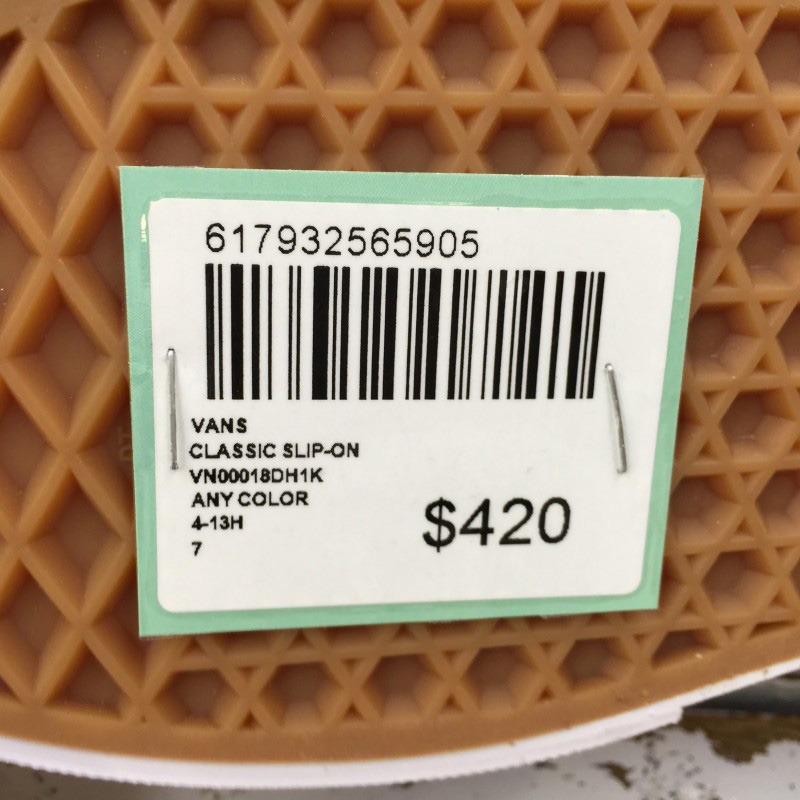 617932565905
VANS
CLASSIC SLIP-ON
VN00018DH1K
ANY COLOR
4-13H
7
$420